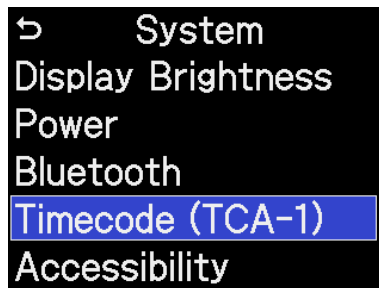 System
Display Brightness
Power
Bluetooth
Timecode (TCA-1)
Accessibility